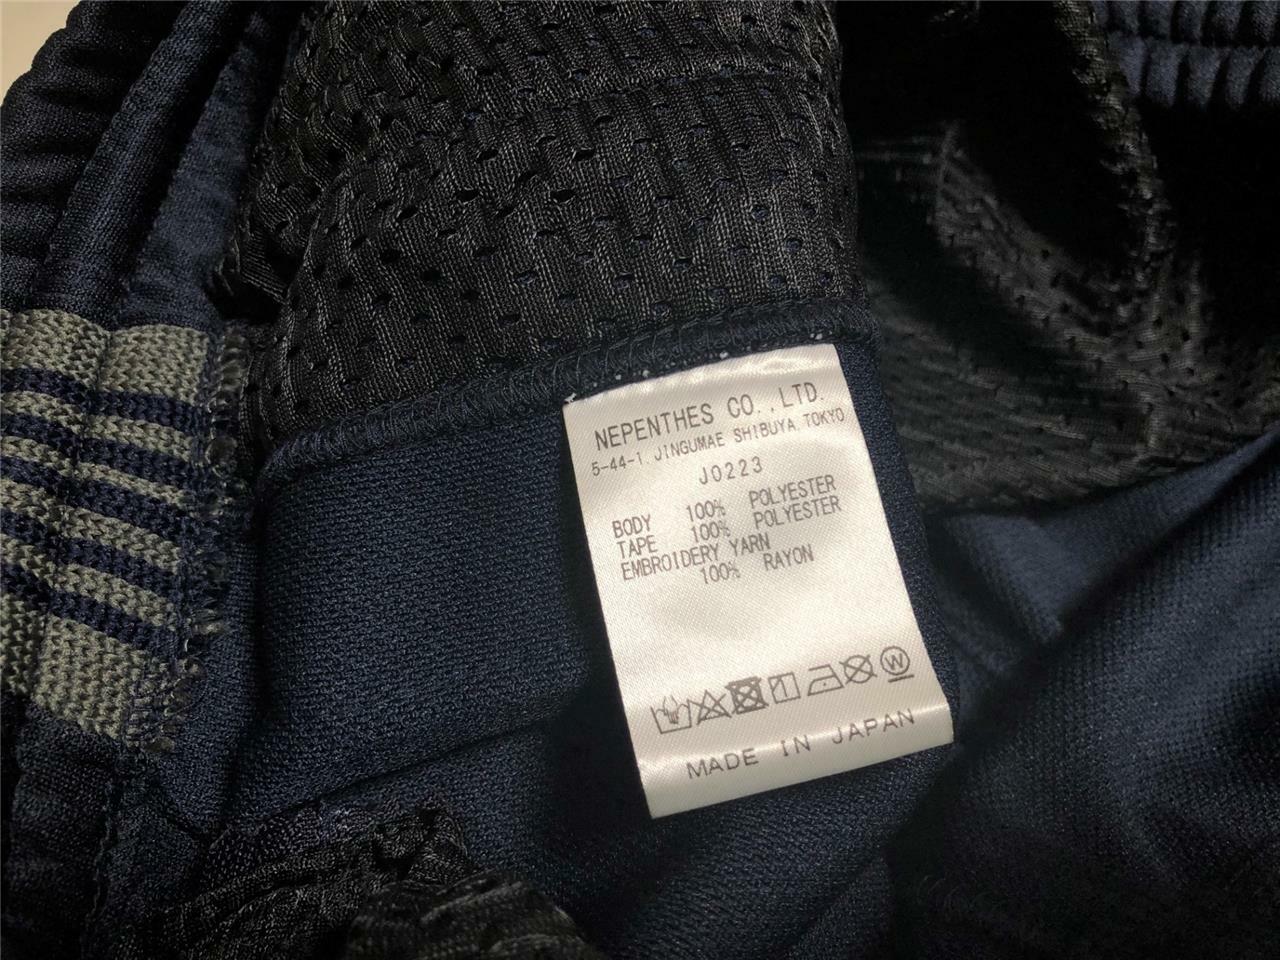 NEPENTHES CO.,LTD.
5-44-1, JINGUMAE SHIBUYA,TOKYO
J0223
BODY 100% POLYESTER
TAPE 100% POLYESTER
EMBROIDERY YARN
100% RAYON
W
MADE IN JAPAN